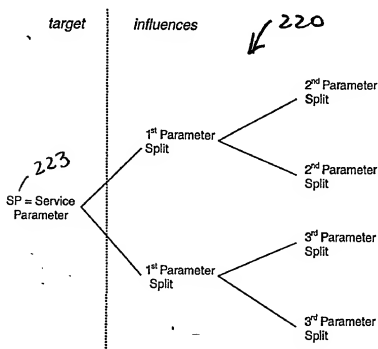 target influences 220
2nd Parameter
Split
1st Parameter
Split
2nd Parameter
Split
223
SP = Service
Parameter
3rd Parameter
Split
1st Parameter
Split
3rd Parameter
Split